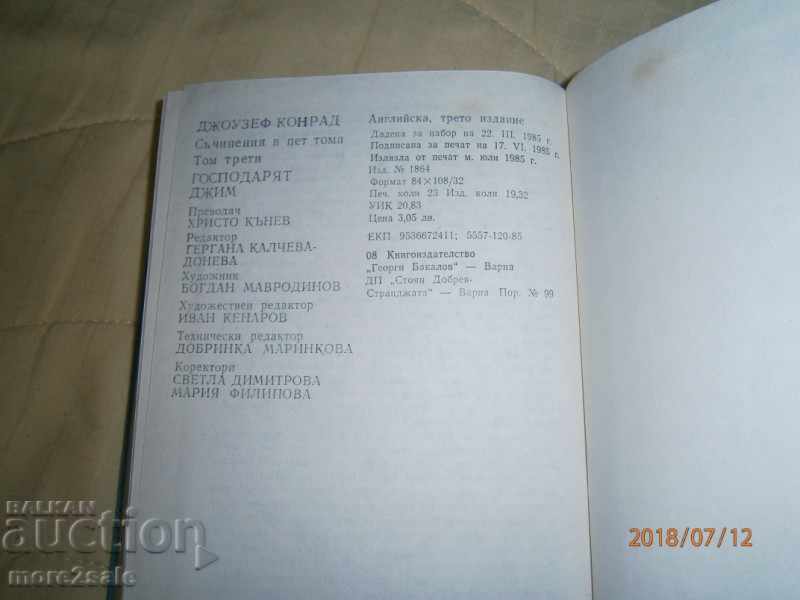 ДЖОУЗЕФ КОНРАД
Съчинения в пет тома
Том трети
ГОСПОДАРЯТ
ДЖИМ
Преводач
ХРИСТО КЪНЕВ
Редактор
ГЕРГАНА КАЛЧЕВА-
ДОНЕВА
Художник
БОГДАН МАВРОДИНОВ
Художествен редактор
ИВАН КЕНАРОВ
Технически редактор
ДОБРИНКА МАРИНКОВА
Коректори
СВЕТЛА ДИМИТРОВА
МАРИЯ ФИЛИПОВА
Английска, трето издание
Дадена за набор на 22. III. 1985 г.
Подписана за печат на 17. VI. 1985 г.
Излязла от печат м. юли 1985 г.
Изд. № 1864
Формат 84×108/32
Печ. коли 23 Изд. коли 19,32
УИК 20,83
Цена 3,05 лв.
ЕКП 9536672411; 5557-120-85
08 Книгоиздателство
„Георги Бакалов“ — Варна
ДП „Стоян Добрев-
Странджата“ — Варна Пор. № 99
BALKAN
auction
more2sale
2018/07/12